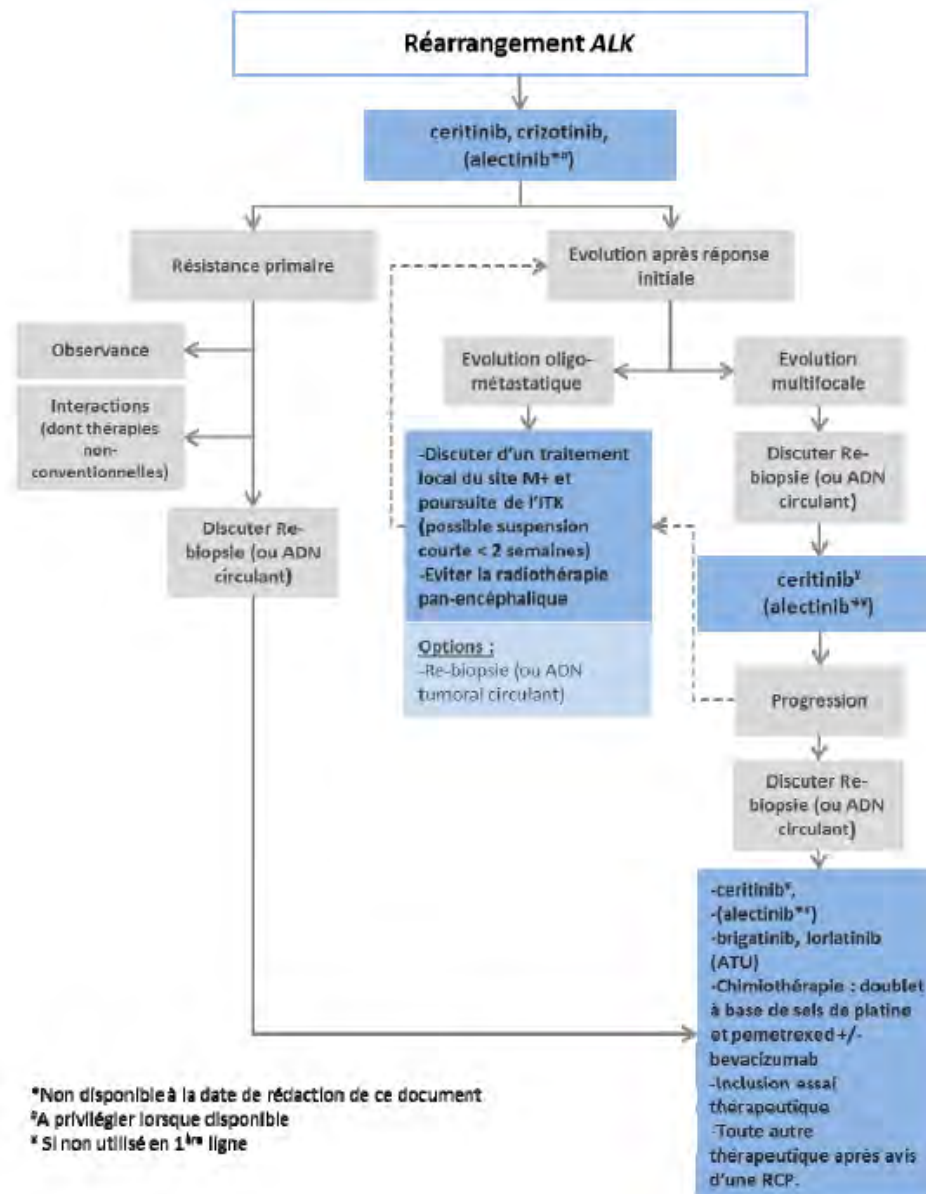 Réarrangement ALK
ceritinib, crizotinib,
(alectinib*#)
Résistance primaire
Evolution après réponse
initiale
Observance
Interactions
(dont thérapies
non-
conventionnelles)
Discuter Re-
biopsie (ou ADN
circulant)
Evolution oligo-
métastatique
Evolution
multifocale
-Discuter d'un traitement
local du site M+ et
poursuite de l'ITK
(possible suspension
courte < 2 semaines)
-Eviter la radiothérapie
pan-encéphalique
Options :
-Re-biopsie (ou ADN
tumoral circulant)
Discuter Re-
biopsie (ou ADN
circulant)
ceritinib¥
(alectinib*¥)
Progression
Discuter Re-
biopsie (ou ADN
circulant)
-ceritinib¥,
-(alectinib*¥)
-brigatinib, lorlatinib
(ATU)
-Chimiothérapie : doublet
à base de sels de platine
et pemetrexed +/-
bevacizumab
-Inclusion essai
thérapeutique
-Toute autre
thérapeutique après avis
d'une RCP.
*Non disponible à la date de rédaction de ce document
#A privilégier lorsque disponible
¥ Si non utilisé en 1ère ligne